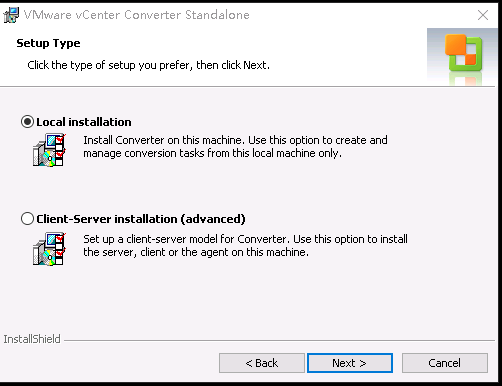 VMware vCenter Converter Standalone
Setup Type
Click the type of setup you prefer, then click Next.
Local installation
Install Converter on this machine. Use this option to create and
manage conversion tasks from this local machine only.
Client-Server installation (advanced)
Set up a client-server model for Converter. Use this option to install
the server, client or the agent on this machine.
InstallShield
< Back
Next >
Cancel